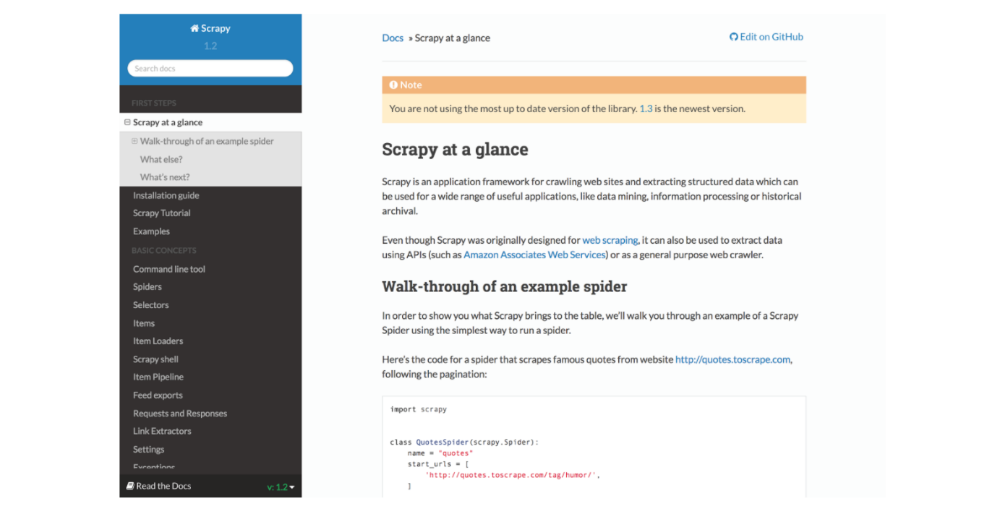 Scrapy
1.2
Search docs
FIRST STEPS
Scrapy at a glance
Walk-through of an example spider
What else?
What's next?
Installation guide
Scrapy Tutorial
Examples
BASIC CONCEPTS
Command line tool
Spiders
Selectors
Items
Item Loaders
Scrapy shell
Item Pipeline
Feed exports
Requests and Responses
Link Extractors
Settings
Exceptions
Read the Docs v: 1.2
Docs » Scrapy at a glance Edit on GitHub
Note
You are not using the most up to date version of the library. 1.3 is the newest version.
Scrapy at a glance
Scrapy is an application framework for crawling web sites and extracting structured data which can
be used for a wide range of useful applications, like data mining, information processing or historical
archival.
Even though Scrapy was originally designed for web scraping, it can also be used to extract data
using APIs (such as Amazon Associates Web Services) or as a general purpose web crawler.
Walk-through of an example spider
In order to show you what Scrapy brings to the table, we'll walk you through an example of a Scrapy
Spider using the simplest way to run a spider.
Here's the code for a spider that scrapes famous quotes from website http://quotes.toscrape.com,
following the pagination:
import scrapy
class QuotesSpider(scrapy.Spider):
    name = "quotes"
    start_urls = [
        'http://quotes.toscrape.com/tag/humor/',
    ]